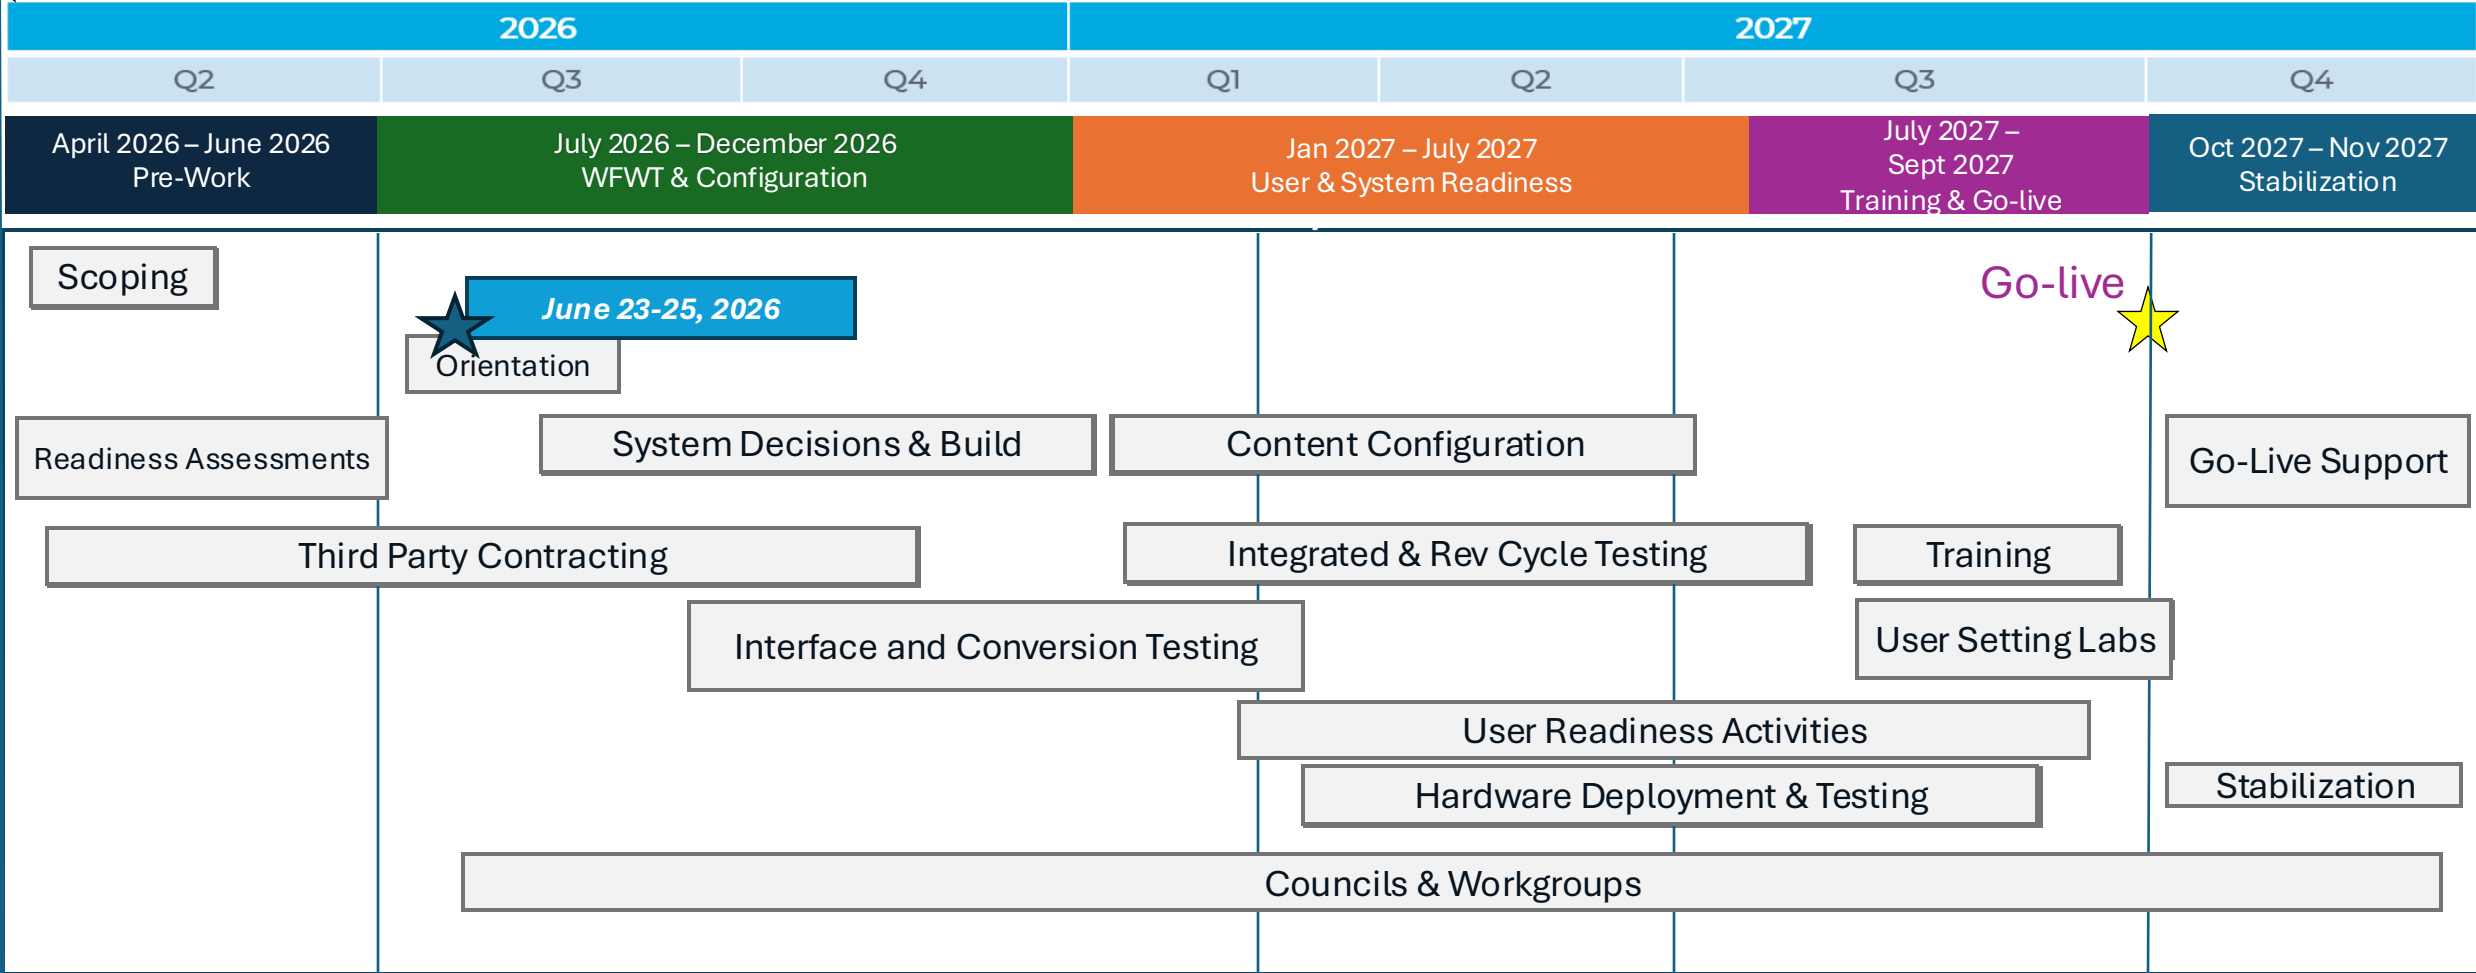 2026
2027
Q2
Q3
Q4
Q1
Q2
Q3
Q4
April 2026 – June 2026
Pre-Work
July 2026 – December 2026
WFWT & Configuration
Jan 2027 – July 2027
User & System Readiness
July 2027 –
Sept 2027
Training & Go-live
Oct 2027 – Nov 2027
Stabilization
Scoping
June 23-25, 2026
Orientation
Go-live
Readiness Assessments
System Decisions & Build
Content Configuration
Go-Live Support
Third Party Contracting
Integrated & Rev Cycle Testing
Training
Interface and Conversion Testing
User Setting Labs
User Readiness Activities
Hardware Deployment & Testing
Stabilization
Councils & Workgroups